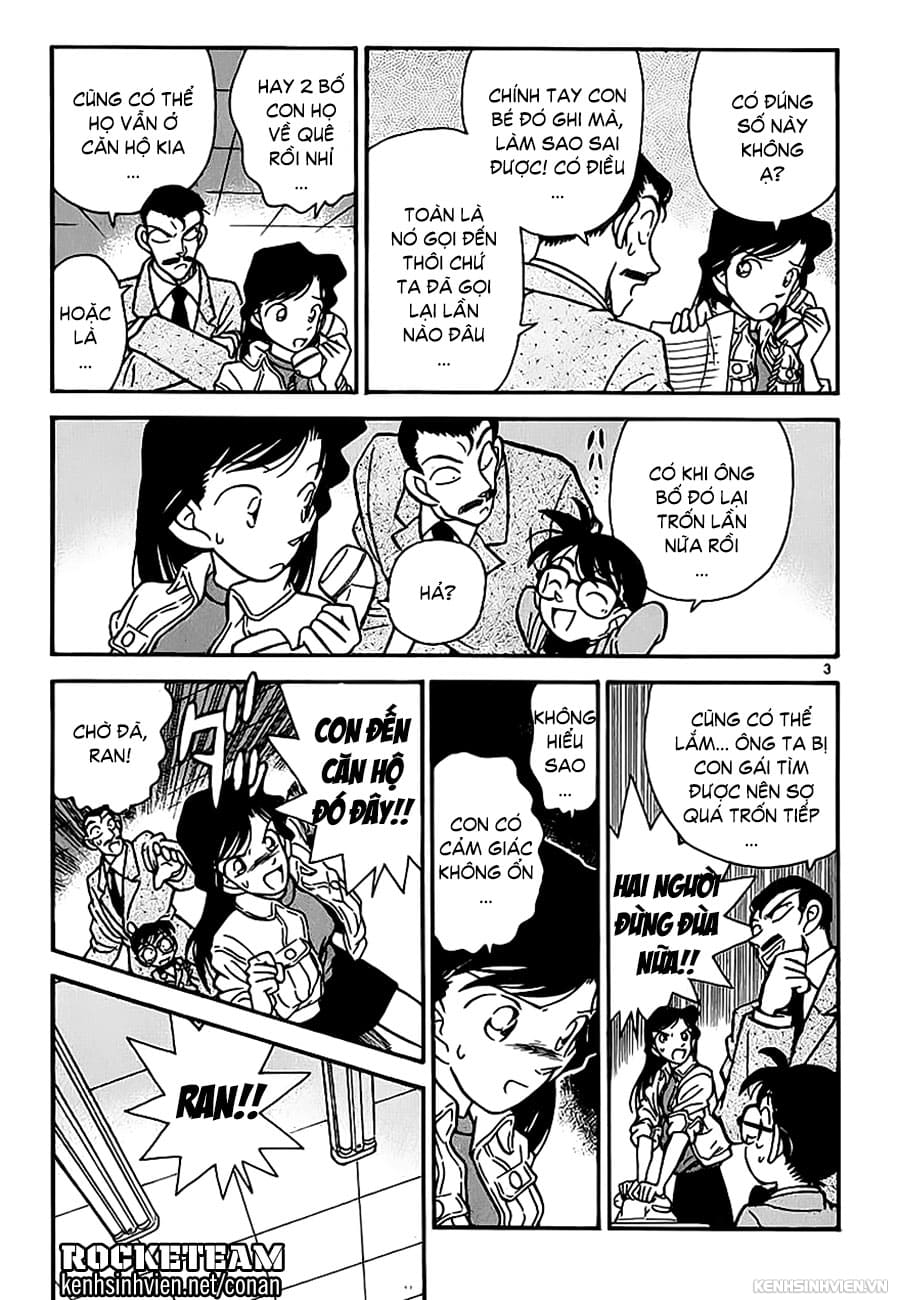 CÓ ĐÚNG
SỐ NÀY
KHÔNG
Ạ?
CHÍNH TAY CON
BÉ ĐÓ GHI MÀ,
LÀM SAO SAI
ĐƯỢC! CÓ ĐIỀU
...
TOÀN LÀ
NÓ GỌI ĐẾN
THÔI CHỨ
TA ĐÃ GỌI
LẠI LẦN
NÀO ĐÂU
...
HAY 2 BỐ
CON HỌ
VỀ QUÊ
RỒI NHỈ
...
CŨNG CÓ THỂ
HỌ VẪN Ở
CĂN HỘ KIA
...
HOẶC
LÀ
...
CÓ KHI ÔNG
BỐ ĐÓ LẠI
TRỐN LẦN
NỮA RỒI
...
HẢ?
3
CŨNG CÓ THỂ
LẮM... ÔNG TA BỊ
CON GÁI TÌM
ĐƯỢC NÊN SỢ
QUÁ TRỐN TIẾP
...
HAI NGƯỜI
ĐỪNG ĐÙA
NỮA!!
KHÔNG
HIỂU
SAO
...
CON CÓ
CẢM GIÁC
KHÔNG ỔN
...
CON ĐẾN
CĂN HỘ
ĐÓ ĐÂY!!
ダダダ
CHỜ ĐÃ,
RAN!
RAN!!
ROCKETEAM
kenhsinhvien.net/conan
KENHSINHVIEN.VN